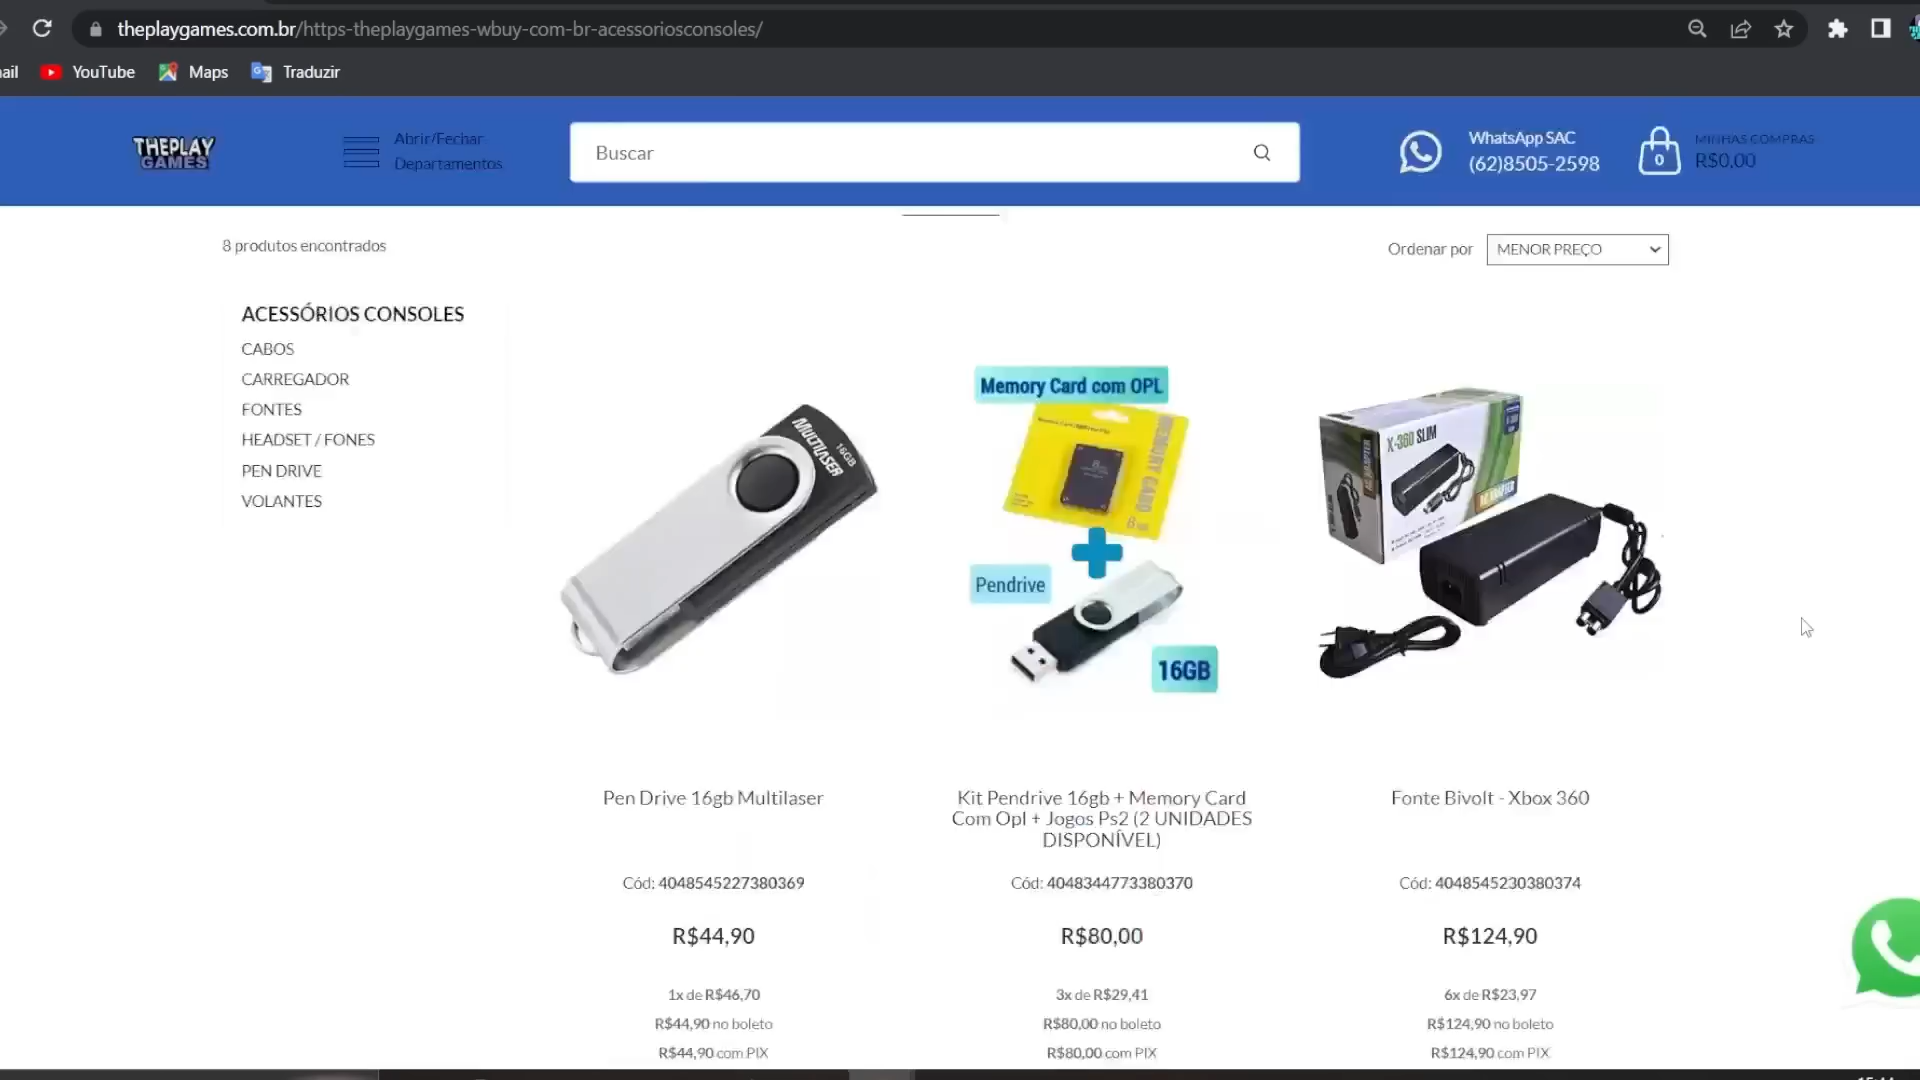 theplaygames.com.br/https-theplaygames-wbuy-com-br-acessoriosconsoles/
ail YouTube Maps Traduzir
THEPLAY
GAMES
Abrir/Fechar
Departamentos
Buscar
WhatsApp SAC
(62)8505-2598
0
MINHAS COMPRAS
R$0,00
8 produtos encontrados
Ordenar por MENOR PREÇO
ACESSÓRIOS CONSOLES
CABOS
CARREGADOR
FONTES
HEADSET / FONES
PEN DRIVE
VOLANTES
MULTILASER
16GB
Memory Card com OPL
MEMORY CARD
Pendrive
16GB
X-360 SLIM
AC ADAPTER
Pen Drive 16gb Multilaser
Cód: 4048545227380369
R$44,90
1x de R$46,70
R$44,90 no boleto
R$44,90 com PIX
Kit Pendrive 16gb + Memory Card
Com Opl + Jogos Ps2 (2 UNIDADES
DISPONÍVEL)
Cód: 4048344773380370
R$80,00
3x de R$29,41
R$80,00 no boleto
R$80,00 com PIX
Fonte Bivolt - Xbox 360
Cód: 4048545230380374
R$124,90
6x de R$23,97
R$124,90 no boleto
R$124,90 com PIX